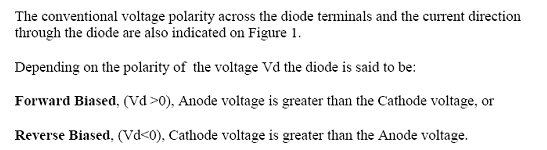 The conventional voltage polarity across the diode terminals and the current direction
through the diode are also indicated on Figure 1.
Depending on the polarity of the voltage Vd the diode is said to be:
Forward Biased, (Vd >0), Anode voltage is greater than the Cathode voltage, or
Reverse Biased, (Vd<0), Cathode voltage is greater than the Anode voltage.